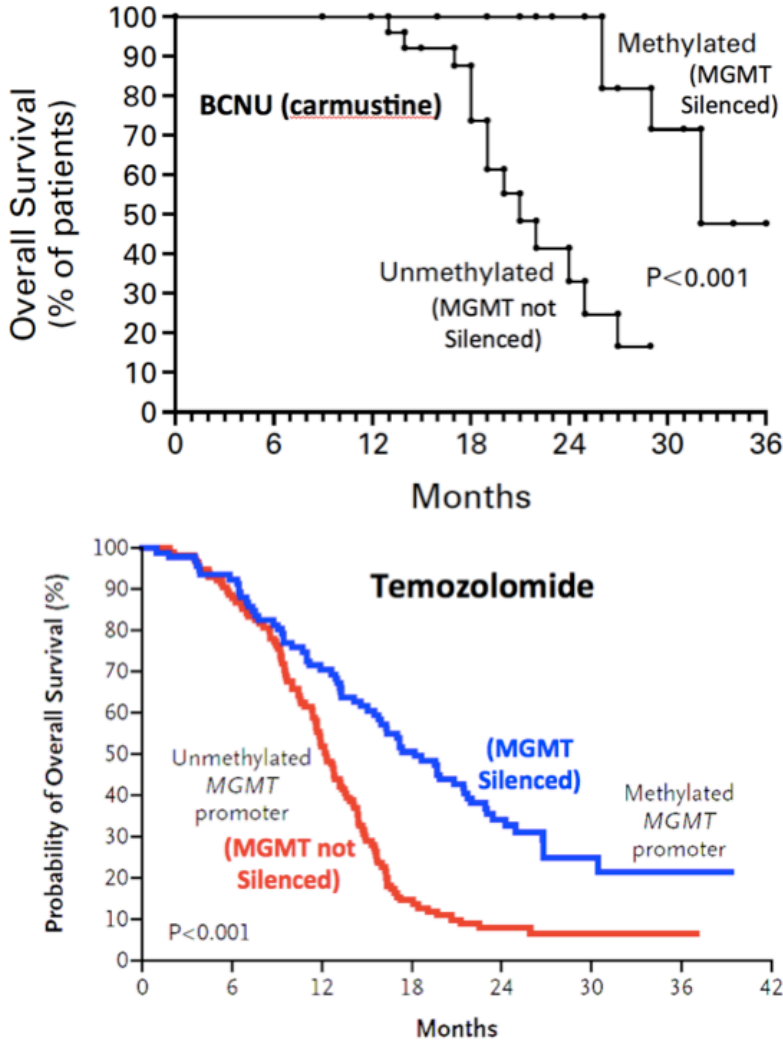 Overall Survival
(% of patients)
100
90
80
70
60
50
40
30
20
10
0
BCNU (carmustine)
Methylated
(MGMT
Silenced)
Unmethylated
(MGMT not
Silenced)
P<0.001
0
6
12
18
24
30
36
Months
Probability of Overall Survival (%)
100
90
80
70
60
50
40
30
20
10
0
Temozolomide
Unmethylated
MGMT
promoter
(MGMT not
Silenced)
(MGMT
Silenced)
Methylated
MGMT
promoter
P<0.001
0
6
12
18
24
30
36
42
Months